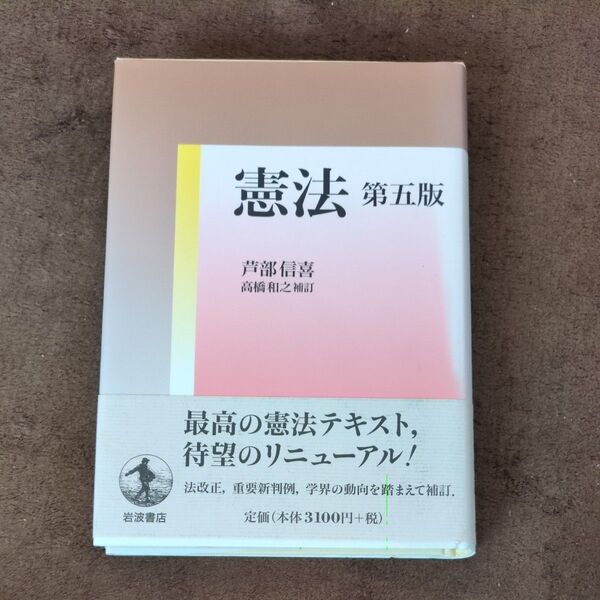 憲法 第五版
芦部信喜
高橋和之補訂
最高の憲法テキスト,
待望のリニューアル!
法改正, 重要新判例, 学界の動向を踏まえて補訂.
岩波書店
定価(本体3100円+税)